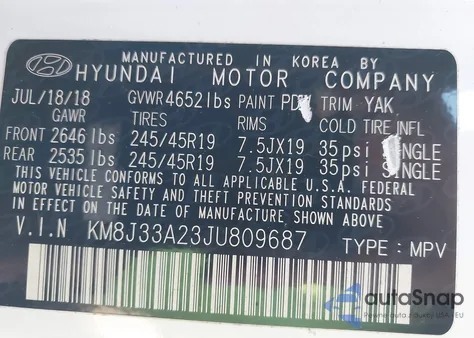 MANUFACTURED IN KOREA BY
HYUNDAI MOTOR COMPANY
JUL/18/18 GVWR4652lbs PAINT TRIM YAK
GAWR TIRES RIMS COLD TIRE INFL
FRONT 2646lbs 245/45R19 7.5JX19 35psi SINGLE
REAR 2535lbs 245/45R19 7.5JX19 35psi SINGLE
THIS VEHICLE CONFORMS TO ALL APPLICABLE U.S.A. FEDERAL
MOTOR VEHICLE SAFETY AND THEFT PREVENTION STANDARDS
IN EFFECT ON THE DATE OF MANUFACTURE SHOWN ABOVE.
V.I.N KM8J33A23JU809687 TYPE : MPV
autoSnap